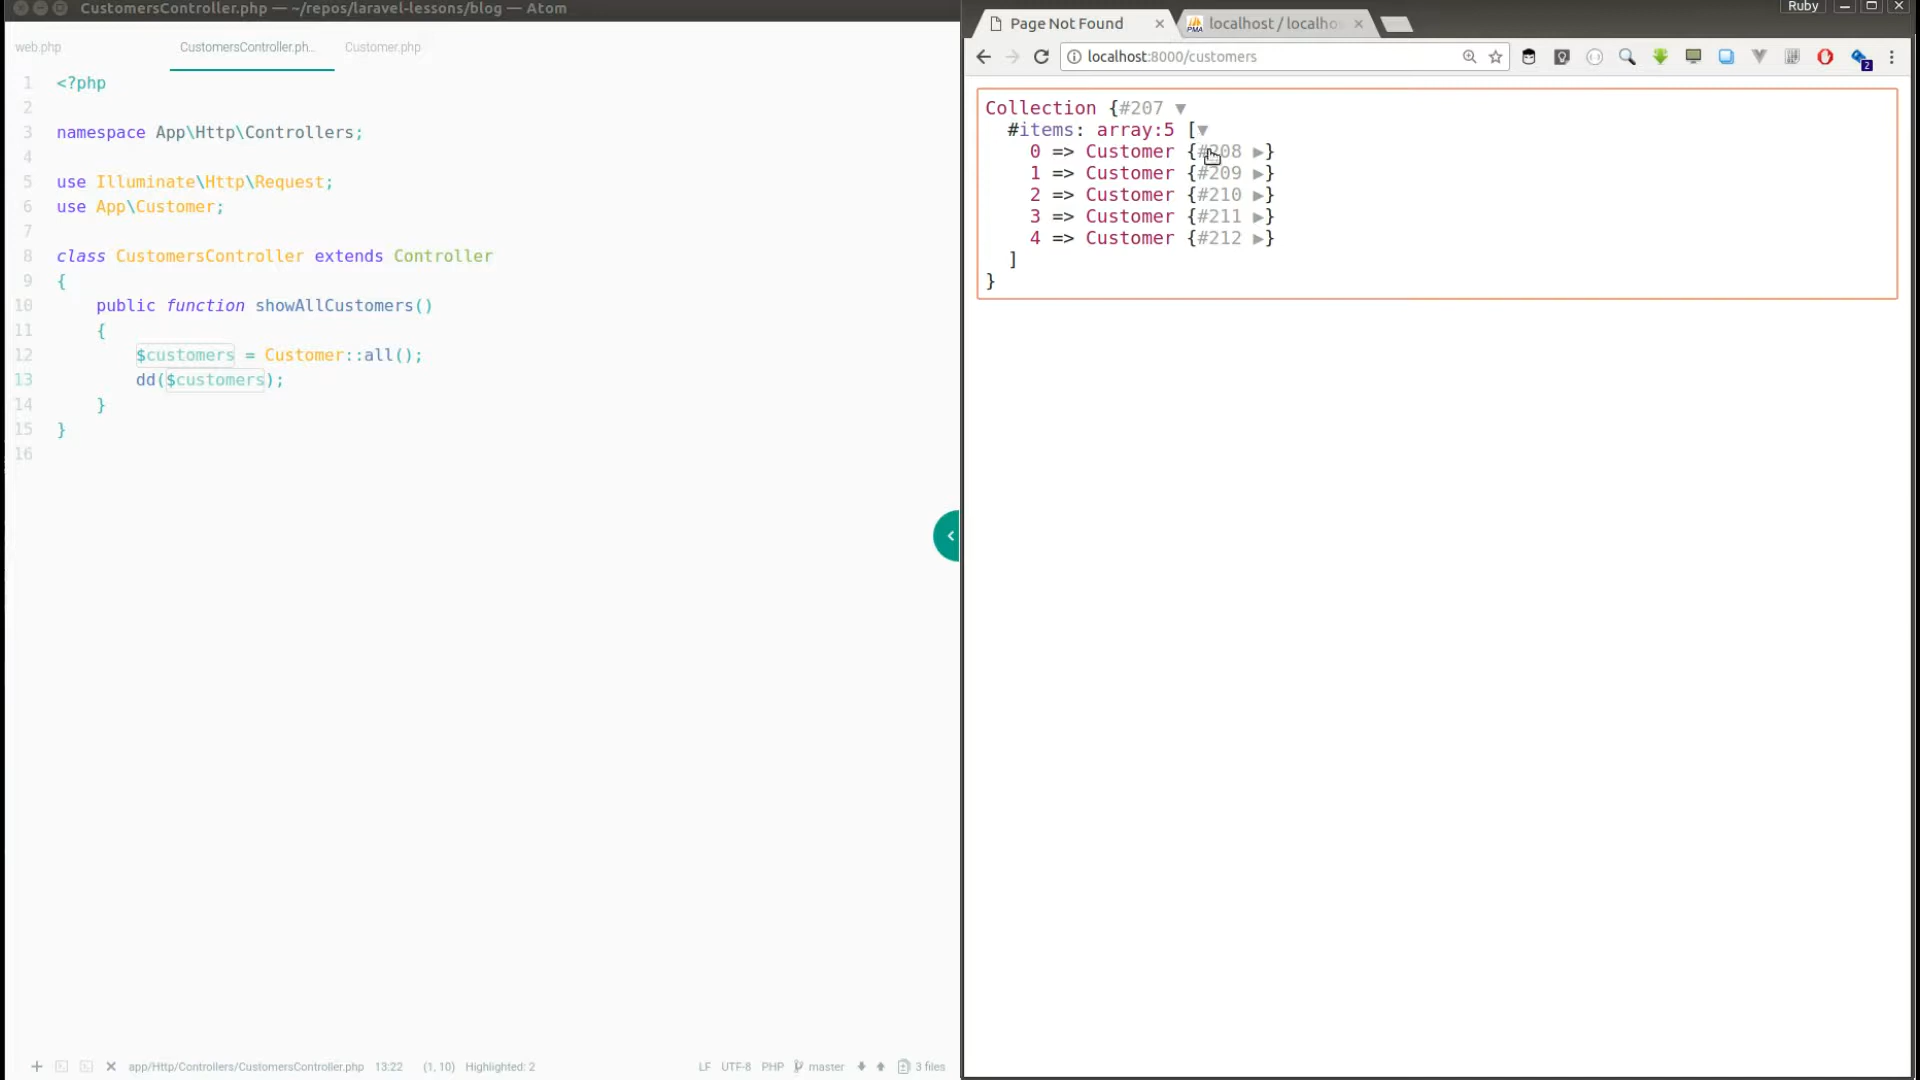 CustomersController.php — ~/repos/laravel-lessons/blog — Atom
web.php
CustomersController.ph...
Customer.php
1 <?php
2
3 namespace App\Http\Controllers;
4
5 use Illuminate\Http\Request;
6 use App\Customer;
7
8 class CustomersController extends Controller
9 {
10 public function showAllCustomers()
11 {
12 $customers = Customer::all();
13 dd($customers);
14 }
15 }
16
app/Http/Controllers/CustomersController.php 13:22 (1, 10) Highlighted: 2 LF UTF-8 PHP master 3 files
Ruby
Page Not Found
localhost / localho
localhost:8000/customers
2
Collection {#207 ▼
#items: array:5 [▼
0 => Customer {#208 ▶}
1 => Customer {#209 ▶}
2 => Customer {#210 ▶}
3 => Customer {#211 ▶}
4 => Customer {#212 ▶}
]
}